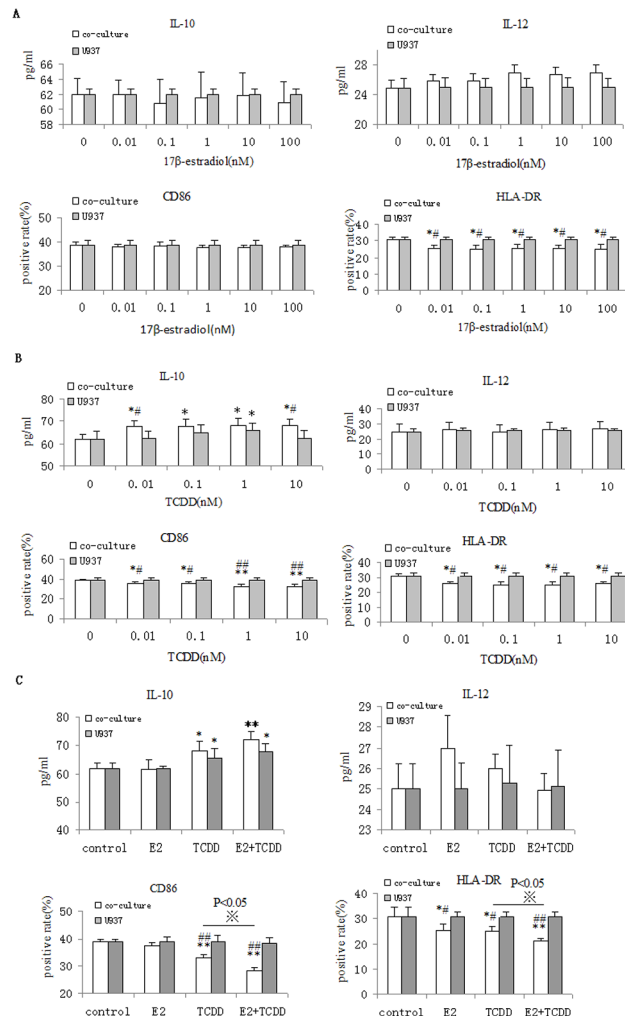 A
IL-10
co-culture
U937
pg/ml
66
64
62
60
58
0 0.01 0.1 1 10 100
17β-estradiol(nM)
IL-12
co-culture
U937
pg/ml
32
28
24
20
0 0.01 0.1 1 10 100
17β-estradiol(nM)
CD86
co-culture
U937
positive rate(%)
50
40
30
20
0 0.01 0.1 1 10 100
17β-estradiol(nM)
HLA-DR
co-culture
U937
positive rate(%)
40
30
20
10
0
*# *# *# *# *#
0 0.01 0.1 1 10 100
17β-estradiol(nM)
B
IL-10
co-culture
U937
pg/ml
80
70
60
50
*# * * * *#
0 0.01 0.1 1 10
TCDD(nM)
IL-12
co-culture
U937
pg/ml
40
30
20
10
0
0 0.01 0.1 1 10
TCDD(nM)
CD86
co-culture
U937
positive rate(%)
60
40
20
0
*# *# ## ##
** **
0 0.01 0.1 1 10
TCDD(nM)
HLA-DR
co-culture
U937
positive rate(%)
40
30
20
10
0
*# *# *# *#
0 0.01 0.1 1 10
TCDD(nM)
C
IL-10
co-culture
U937
pg/ml
80
70
60
50
40
* * ** *
control E2 TCDD E2+TCDD
IL-12
co-culture
U937
pg/ml
29
28
27
26
25
24
23
control E2 TCDD E2+TCDD
CD86
co-culture
U937
P<0.05
※
positive rate(%)
50
40
30
20
## ##
** **
control E2 TCDD E2+TCDD
HLA-DR
co-culture
U937
P<0.05
※
positive rate(%)
40
30
20
10
0
*# *# ##
**
control E2 TCDD E2+TCDD